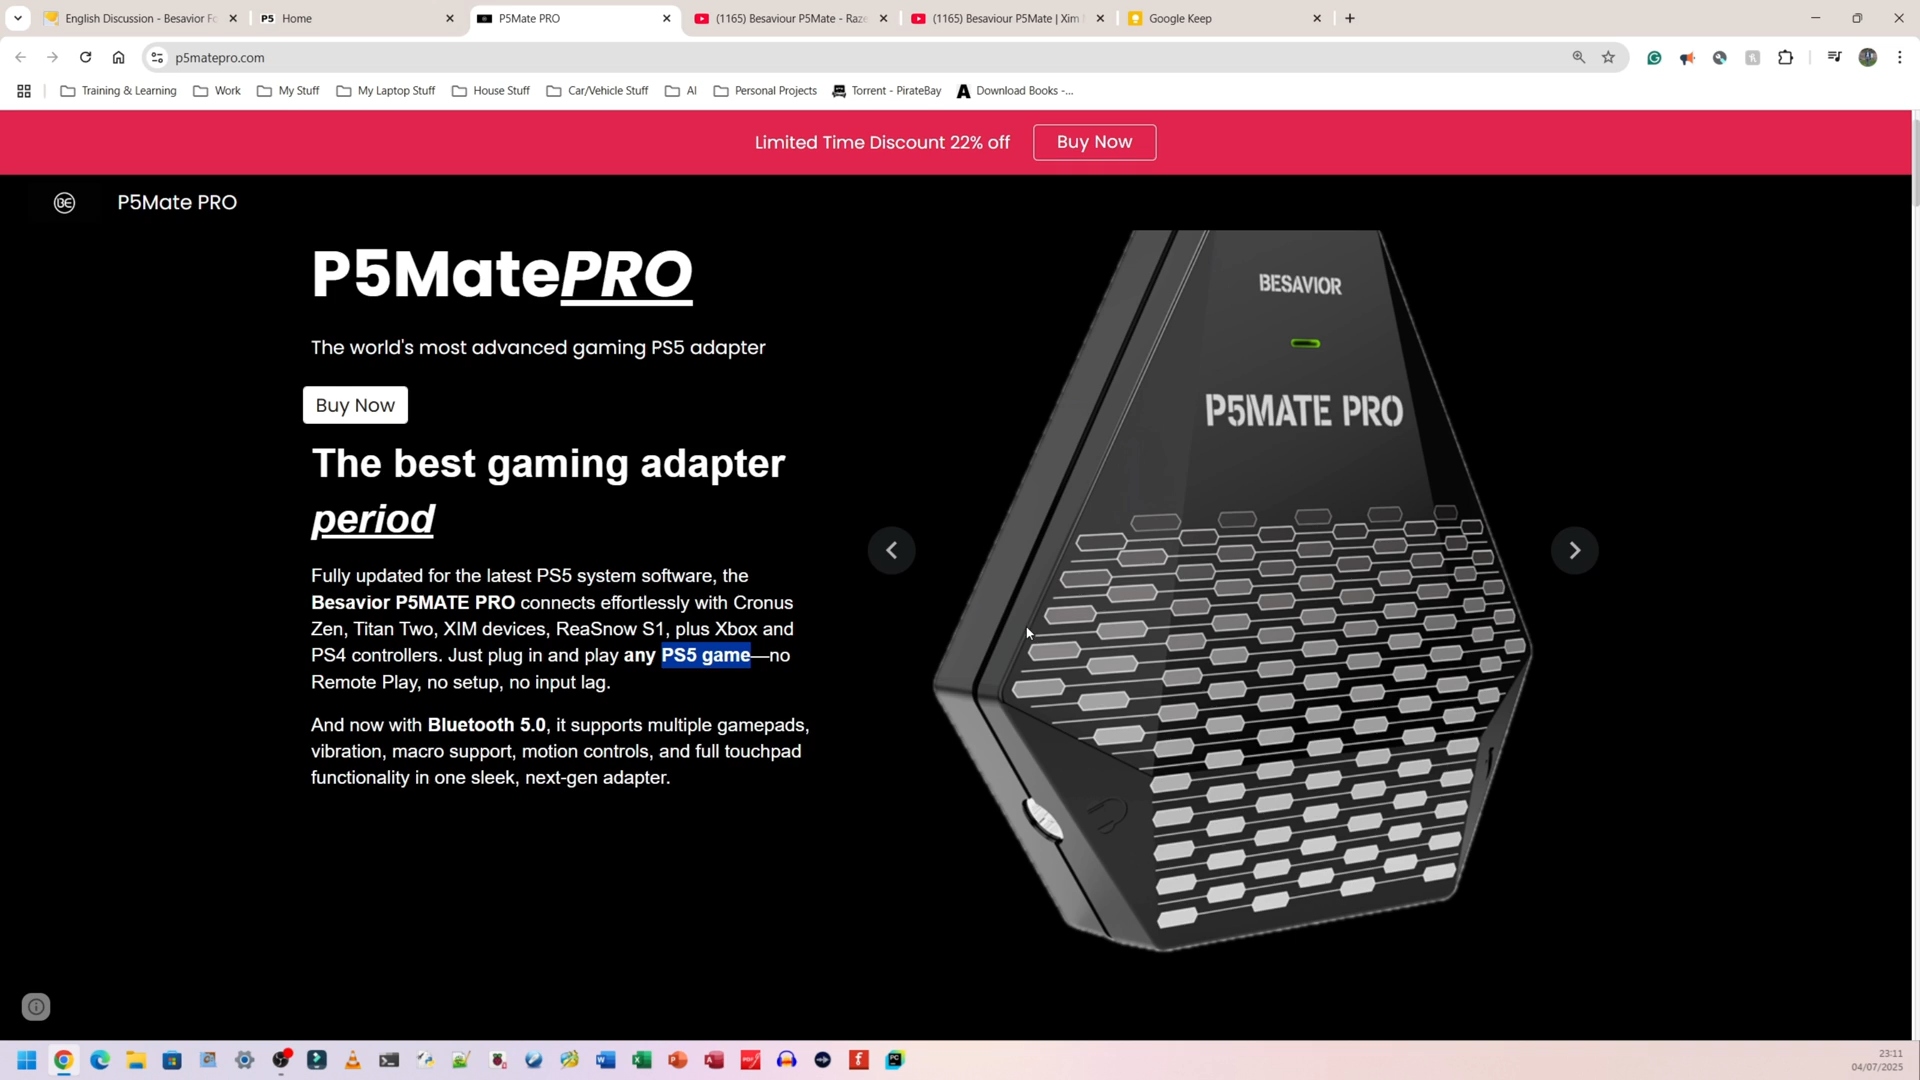 English Discussion - Besavior Fo
Home
P5Mate PRO
(1165) Besaviour P5Mate - Raze
(1165) Besaviour P5Mate | Xim
Google Keep
p5matepro.com
Training & Learning
Work
My Stuff
My Laptop Stuff
House Stuff
Car/Vehicle Stuff
AI
Personal Projects
Torrent - PirateBay
Download Books -...
Limited Time Discount 22% off
Buy Now
P5Mate PRO
P5MatePRO
The world's most advanced gaming PS5 adapter
Buy Now
The best gaming adapter
period
Fully updated for the latest PS5 system software, the
Besavior P5MATE PRO connects effortlessly with Cronus
Zen, Titan Two, XIM devices, ReaSnow S1, plus Xbox and
PS4 controllers. Just plug in and play any PS5 game—no
Remote Play, no setup, no input lag.
And now with Bluetooth 5.0, it supports multiple gamepads,
vibration, macro support, motion controls, and full touchpad
functionality in one sleek, next-gen adapter.
BESAVIOR
P5MATE PRO
23:11
04/07/2025